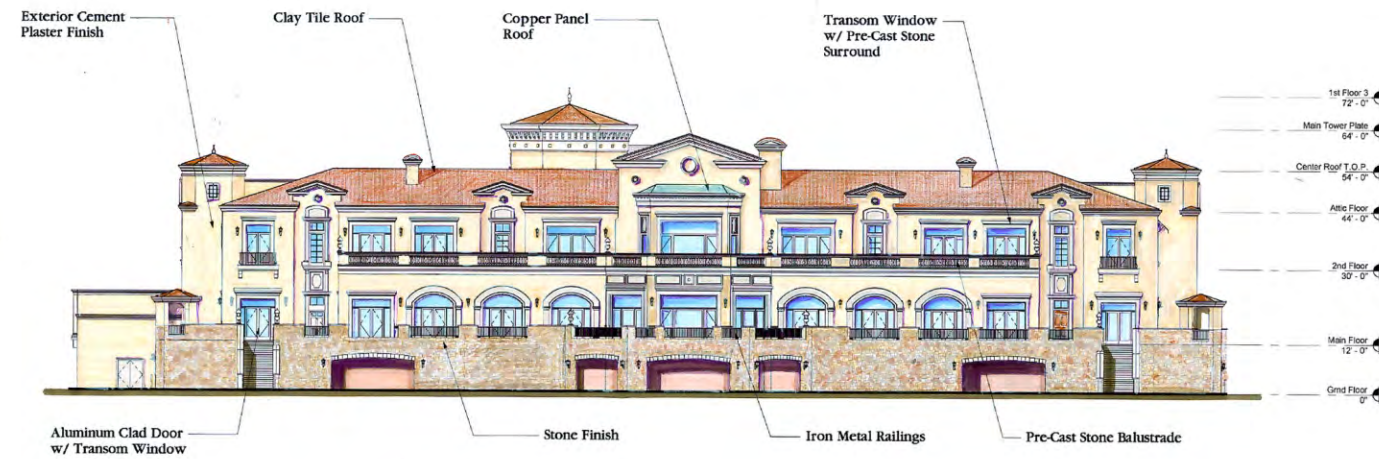 Exterior Cement
Plaster Finish
Clay Tile Roof
Copper Panel
Roof
Transom Window
w/ Pre-Cast Stone
Surround
1st Floor 3
72' - 0"
Main Tower Plate
64' - 0"
Center Roof T.O.P.
54' - 0"
Attic Floor
44' - 0"
2nd Floor
30' - 0"
Main Floor
12' - 0"
Grnd Floor
0"
Aluminum Clad Door
w/ Transom Window
Stone Finish
Iron Metal Railings
Pre-Cast Stone Balustrade